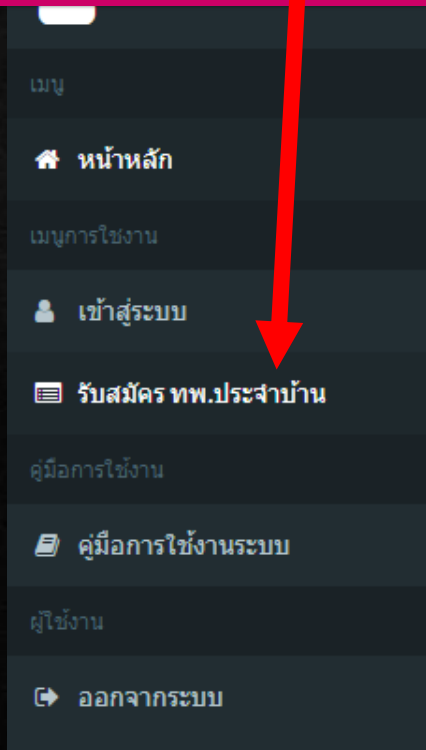 เมนู
หน้าหลัก
เมนูการใช่งาน
เข้าสู่ระบบ
รับสมัคร ทพ.ประจำบ้าน
คู่มือการใช้งาน
คู่มือการใช้งานระบบ
ผู้ใช้งาน
ออกจากระบบ